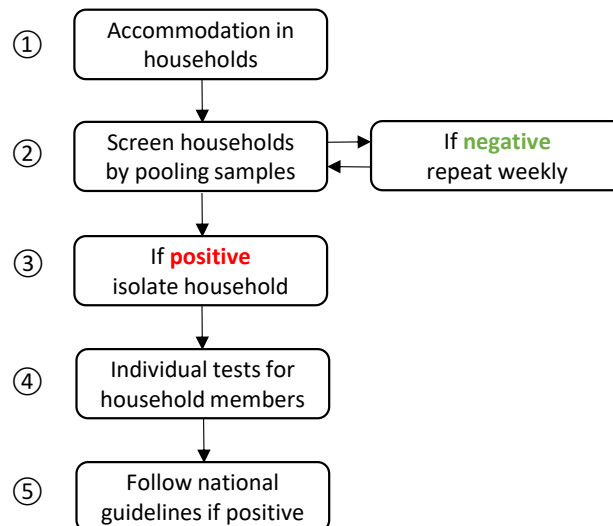 ①
Accommodation in
households
②
Screen households
by pooling samples
If negative
repeat weekly
③
If positive
isolate household
④
Individual tests for
household members
⑤
Follow national
guidelines if positive